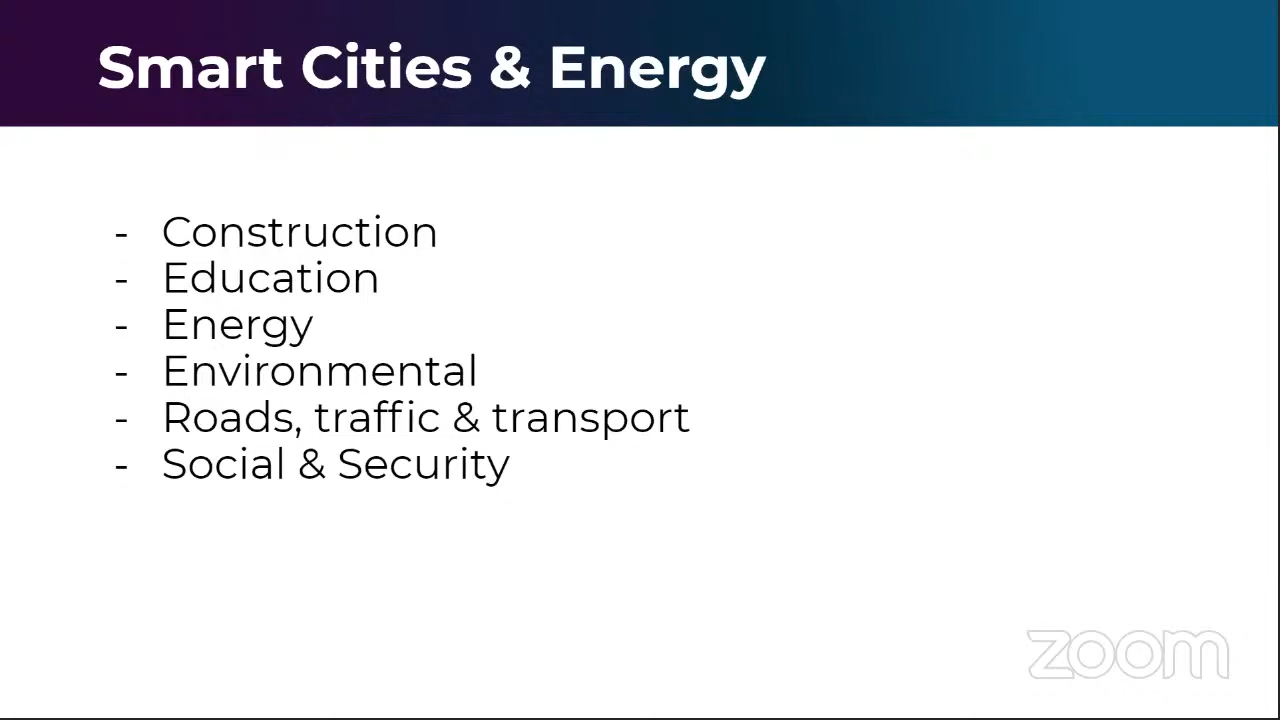 Smart Cities & Energy
- Construction
- Education
- Energy
- Environmental
- Roads, traffic & transport
- Social & Security
zoom